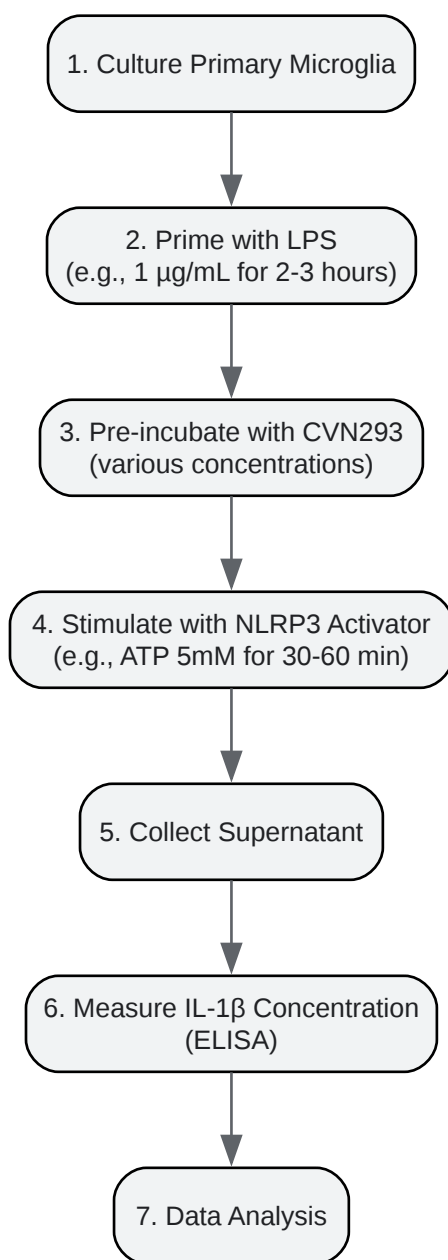 1. Culture Primary Microglia
2. Prime with LPS
(e.g., 1 µg/mL for 2-3 hours)
3. Pre-incubate with CVN293
(various concentrations)
4. Stimulate with NLRP3 Activator
(e.g., ATP 5mM for 30-60 min)
5. Collect Supernatant
6. Measure IL-1β Concentration
(ELISA)
7. Data Analysis